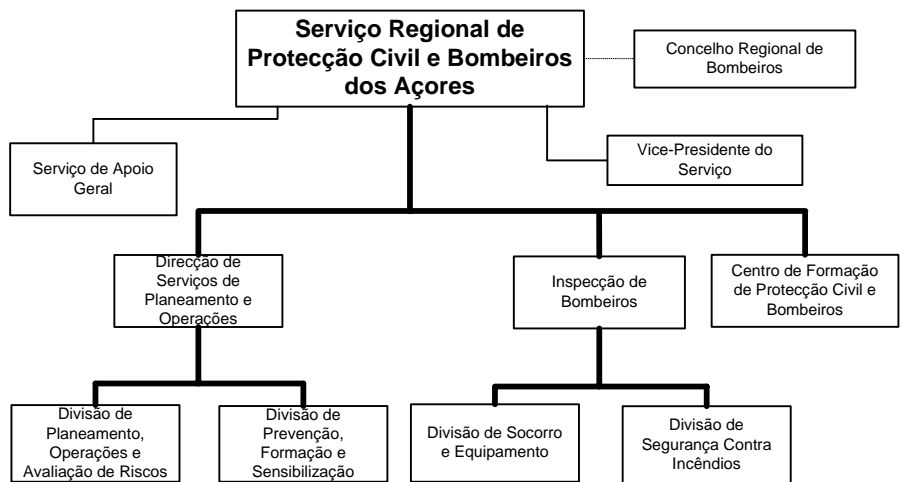 Serviço Regional de
Protecção Civil e Bombeiros
dos Açores
Concelho Regional de
Bombeiros
Serviço de Apoio
Geral
Vice-Presidente do
Serviço
Direcção de
Serviços de
Planeamento e
Operações
Inspecção de
Bombeiros
Centro de Formação
de Protecção Civil e
Bombeiros
Divisão de
Planeamento,
Operações e
Avaliação de Riscos
Divisão de
Prevenção,
Formação e
Sensibilização
Divisão de Socorro
e Equipamento
Divisão de
Segurança Contra
Incêndios